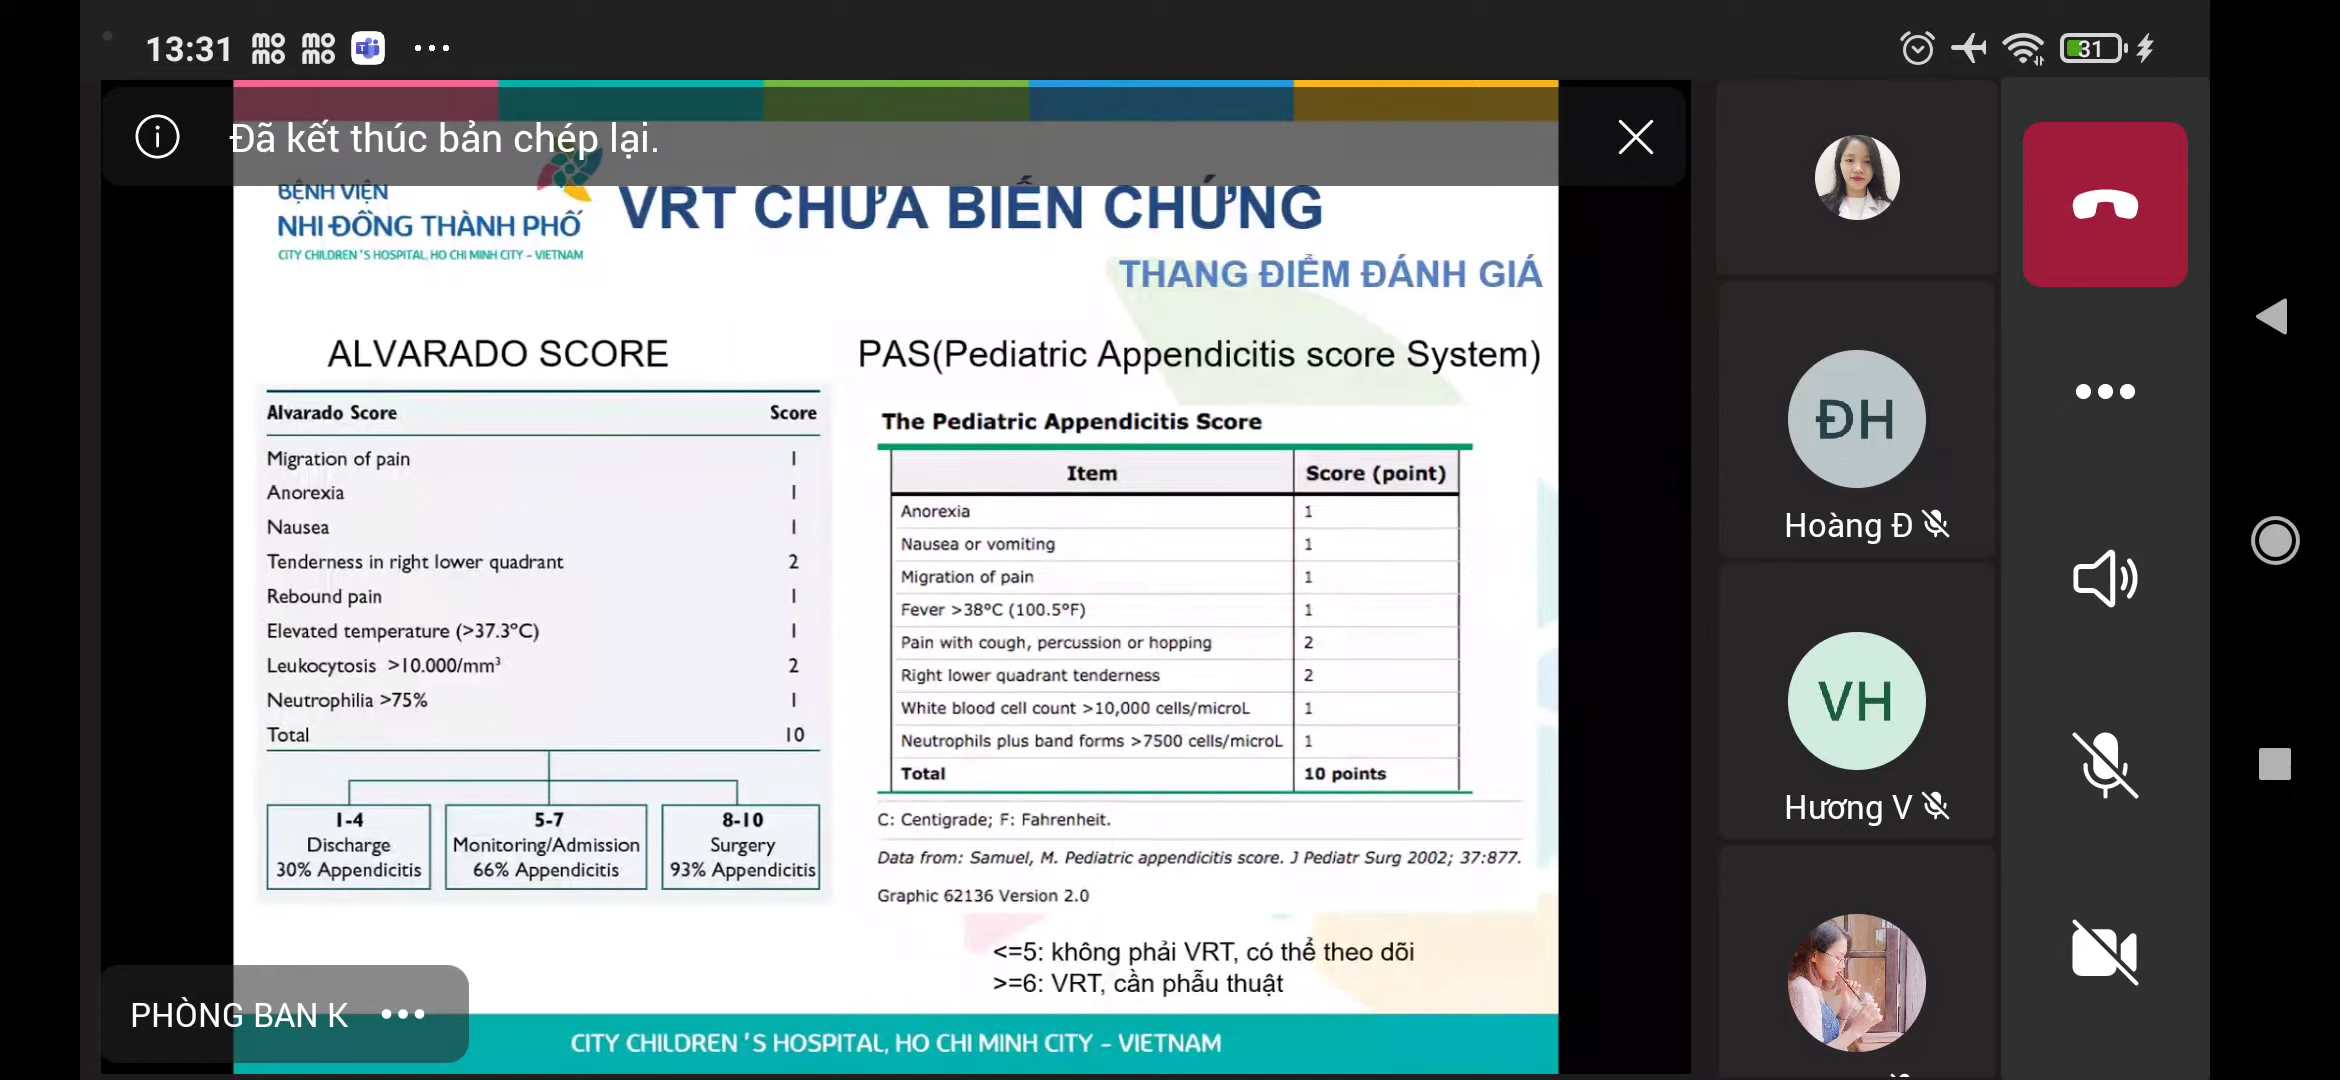 13:31
31
Đã kết thúc bản chép lại.
BỆNH VIỆN
NHI ĐỒNG THÀNH PHỐ
CITY CHILDREN'S HOSPITAL, HO CHI MINH CITY - VIETNAM
VRT CHƯA BIẾN CHỨNG
THANG ĐIỂM ĐÁNH GIÁ
ALVARADO SCORE
Alvarado Score Score
Migration of pain 1
Anorexia 1
Nausea 1
Tenderness in right lower quadrant 2
Rebound pain 1
Elevated temperature (>37.3ºC) 1
Leukocytosis >10.000/mm³ 2
Neutrophilia >75% 1
Total 10
1-4
Discharge
30% Appendicitis
5-7
Monitoring/Admission
66% Appendicitis
8-10
Surgery
93% Appendicitis
PAS(Pediatric Appendicitis score System)
The Pediatric Appendicitis Score
Item Score (point)
Anorexia 1
Nausea or vomiting 1
Migration of pain 1
Fever >38ºC (100.5ºF) 1
Pain with cough, percussion or hopping 2
Right lower quadrant tenderness 2
White blood cell count >10,000 cells/microL 1
Neutrophils plus band forms >7500 cells/microL 1
Total 10 points
C: Centigrade; F: Fahrenheit.
Data from: Samuel, M. Pediatric appendicitis score. J Pediatr Surg 2002; 37:877.
Graphic 62136 Version 2.0
<=5: không phải VRT, có thể theo dõi
>=6: VRT, cần phẫu thuật
PHÒNG BAN K
CITY CHILDREN'S HOSPITAL, HO CHI MINH CITY - VIETNAM
ĐH
Hoàng Đ
VH
Hương V